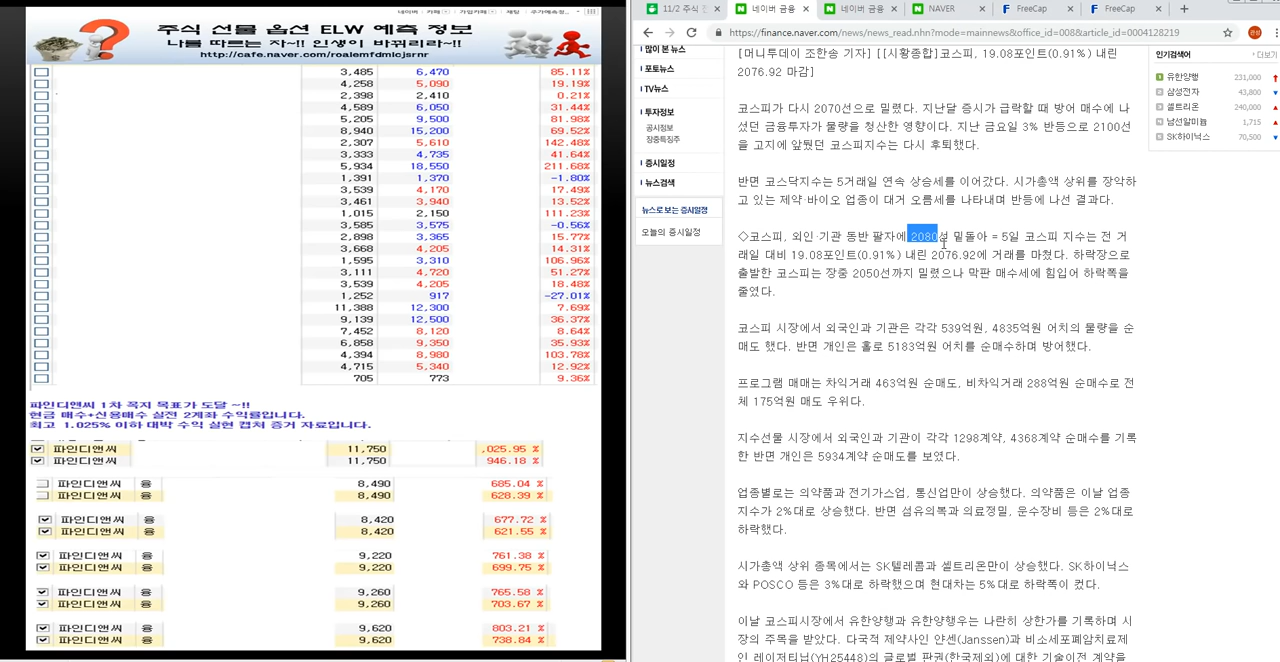 네이버 카페 가입카페 채팅
주식 선물 옵션 ELW 예측 정보
나를 따르는 자~!! 인생이 바뀌리라~!!
http://cafe.naver.com/roalemfdmlojsrnr
3,485 6,470 85.11%
4,258 5,090 19.19%
2,398 2,410 0.21%
4,589 6,050 31.44%
5,205 9,500 81.98%
8,940 15,200 69.52%
2,307 5,610 142.48%
3,333 4,735 41.64%
5,934 18,550 211.68%
1,391 1,370 -1.80%
3,539 4,170 17.49%
3,461 3,940 13.52%
1,015 2,150 111.23%
3,585 3,575 -0.56%
2,898 3,365 15.77%
3,668 4,205 14.31%
1,595 3,310 106.96%
3,111 4,720 51.27%
3,539 4,205 18.48%
1,252 917 -27.01%
11,388 12,300 7.69%
9,139 12,500 36.37%
7,452 8,120 8.64%
6,858 9,350 35.93%
4,394 8,980 103.78%
4,715 5,340 12.92%
705 773 9.36%
파인디앤씨 1차 꼭지 목표가 도달 ~!!
현금 매수+신용매수 실전 2계좌 수익률입니다.
최고 1.025% 이하 대박 수익 실현 캡처 증거 자료입니다.
파인디앤씨 11,750 ,025.95 %
파인디앤씨 11,750 946.18 %
파인디앤씨 융 8,490 685.04 %
파인디앤씨 융 8,490 628.39 %
파인디앤씨 융 8,420 677.72 %
파인디앤씨 융 8,420 621.55 %
파인디앤씨 융 9,220 761.38 %
파인디앤씨 융 9,220 699.75 %
파인디앤씨 융 9,260 765.58 %
파인디앤씨 융 9,260 703.67 %
파인디앤씨 융 9,620 803.21 %
파인디앤씨 융 9,620 738.84 %
11/2 주식 네이버 금융 네이버 금융 NAVER FreeCap FreeCap
https://finance.naver.com/news/news_read.nhn?mode=mainnews&office_id=008&article_id=0004128219
많이 본 뉴스
포토뉴스
TV뉴스
투자정보
공시정보
장중특징주
증시일정
뉴스검색
뉴스로 보는 증시일정
오늘의 증시일정
[머니투데이 조한송 기자] [[시황종합]코스피, 19.08포인트(0.91%) 내린
2076.92 마감]
코스피가 다시 2070선으로 밀렸다. 지난달 증시가 급락할 때 방어 매수에 나
섰던 금융투자가 물량을 청산한 영향이다. 지난 금요일 3% 반등으로 2100선
을 고지에 앞뒀던 코스피지수는 다시 후퇴했다.
반면 코스닥지수는 5거래일 연속 상승세를 이어갔다. 시가총액 상위를 장악하
고 있는 제약·바이오 업종이 대거 오름세를 나타내며 반등에 나선 결과다.
◇코스피, 외인·기관 동반 팔자에 2080선 밑돌아 = 5일 코스피 지수는 전 거
래일 대비 19.08포인트(0.91%) 내린 2076.92에 거래를 마쳤다. 하락장으로
출발한 코스피는 장중 2050선까지 밀렸으나 막판 매수세에 힘입어 하락폭을
줄였다.
코스피 시장에서 외국인과 기관은 각각 539억원, 4835억원 어치의 물량을 순
매도 했다. 반면 개인은 홀로 5183억원 어치를 순매수하며 방어했다.
프로그램 매매는 차익거래 463억원 순매도, 비차익거래 288억원 순매수로 전
체 175억원 매도 우위다.
지수선물 시장에서 외국인과 기관이 각각 1298계약, 4368계약 순매수를 기록
한 반면 개인은 5934계약 순매도를 보였다.
업종별로는 의약품과 전기가스업, 통신업만이 상승했다. 의약품은 이날 업종
지수가 2%대로 상승했다. 반면 섬유의복과 의료정밀, 운수장비 등은 2%대로
하락했다.
시가총액 상위 종목에서는 SK텔레콤과 셀트리온만이 상승했다. SK하이닉스
와 POSCO 등은 3%대로 하락했으며 현대차는 5%대로 하락폭이 컸다.
이날 코스피시장에서 유한양행과 유한양행우는 나란히 상한가를 기록하며 시
장의 주목을 받았다. 다국적 제약사인 얀센(Janssen)과 비소세포폐암치료제
인 레이저티닙(YH25448)의 글로벌 판권(한국제외)에 대한 기술이전 계약을
인기검색어 더보기
1 유한양행 231,000
2 삼성전자 43,800
3 셀트리온 240,000
4 남선알미늄 1,715
5 SK하이닉스 70,500